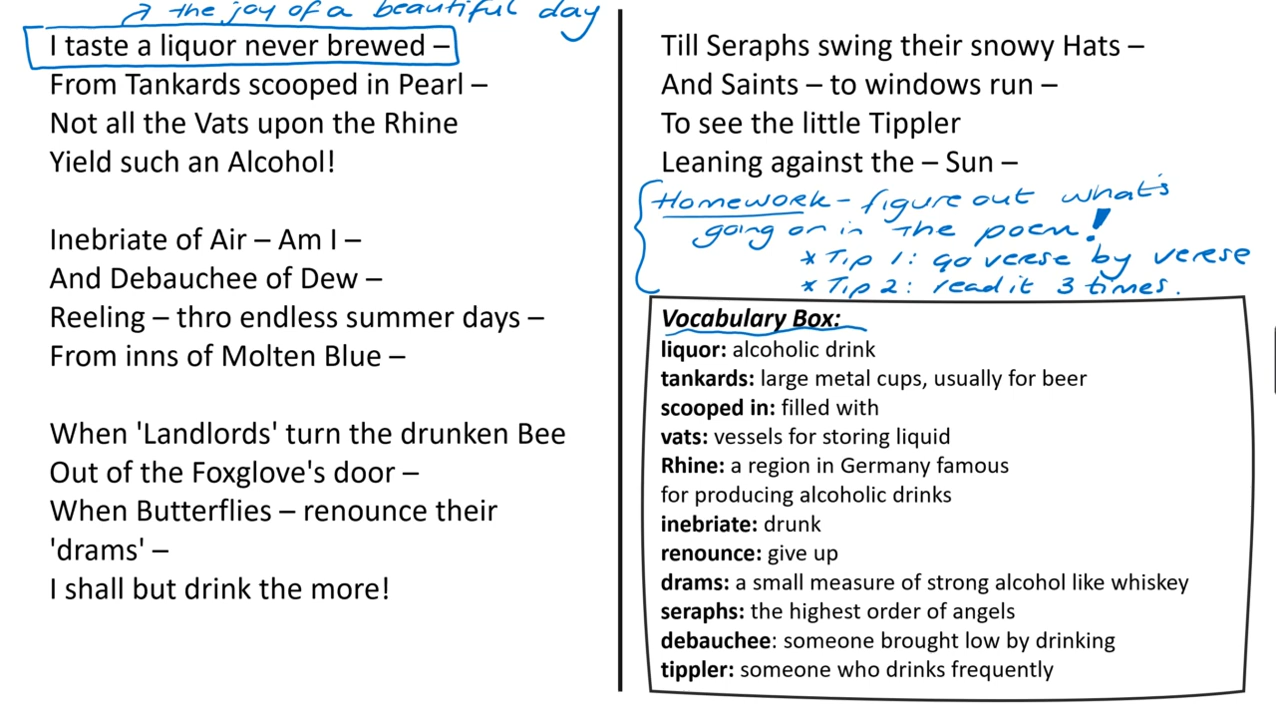 the joy of a beautiful day
I taste a liquor never brewed –
From Tankards scooped in Pearl –
Not all the Vats upon the Rhine
Yield such an Alcohol!
Inebriate of Air – Am I –
And Debauchee of Dew –
Reeling – thro endless summer days –
From inns of Molten Blue –
When 'Landlords' turn the drunken Bee
Out of the Foxglove's door –
When Butterflies – renounce their
'drams' –
I shall but drink the more!
Till Seraphs swing their snowy Hats –
And Saints – to windows run –
To see the little Tippler
Leaning against the – Sun –
Homework – figure out what's
going on in the poem!
* Tip 1: go verese by verese
* Tip 2: read it 3 times.
Vocabulary Box:
liquor: alcoholic drink
tankards: large metal cups, usually for beer
scooped in: filled with
vats: vessels for storing liquid
Rhine: a region in Germany famous
for producing alcoholic drinks
inebriate: drunk
renounce: give up
drams: a small measure of strong alcohol like whiskey
seraphs: the highest order of angels
debauchee: someone brought low by drinking
tippler: someone who drinks frequently